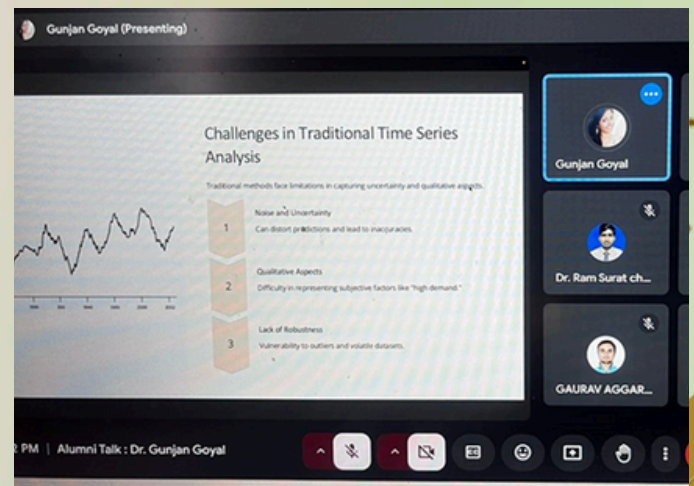 Gunjan Goyal (Presenting)
Challenges in Traditional Time Series
Analysis
Traditional methods face limitations in capturing uncertainty and qualitative aspects.
1
Noise and Uncertainty
Can distort predictions and lead to inaccuracies.
2
Qualitative Aspects
Difficulty in representing subjective factors like "high demand."
3
Lack of Robustness
Vulnerability to outliers and volatile datasets.
Gunjan Goyal
Dr. Ram Surat ch...
GAURAV AGGAR...
PM | Alumni Talk : Dr. Gunjan Goyal